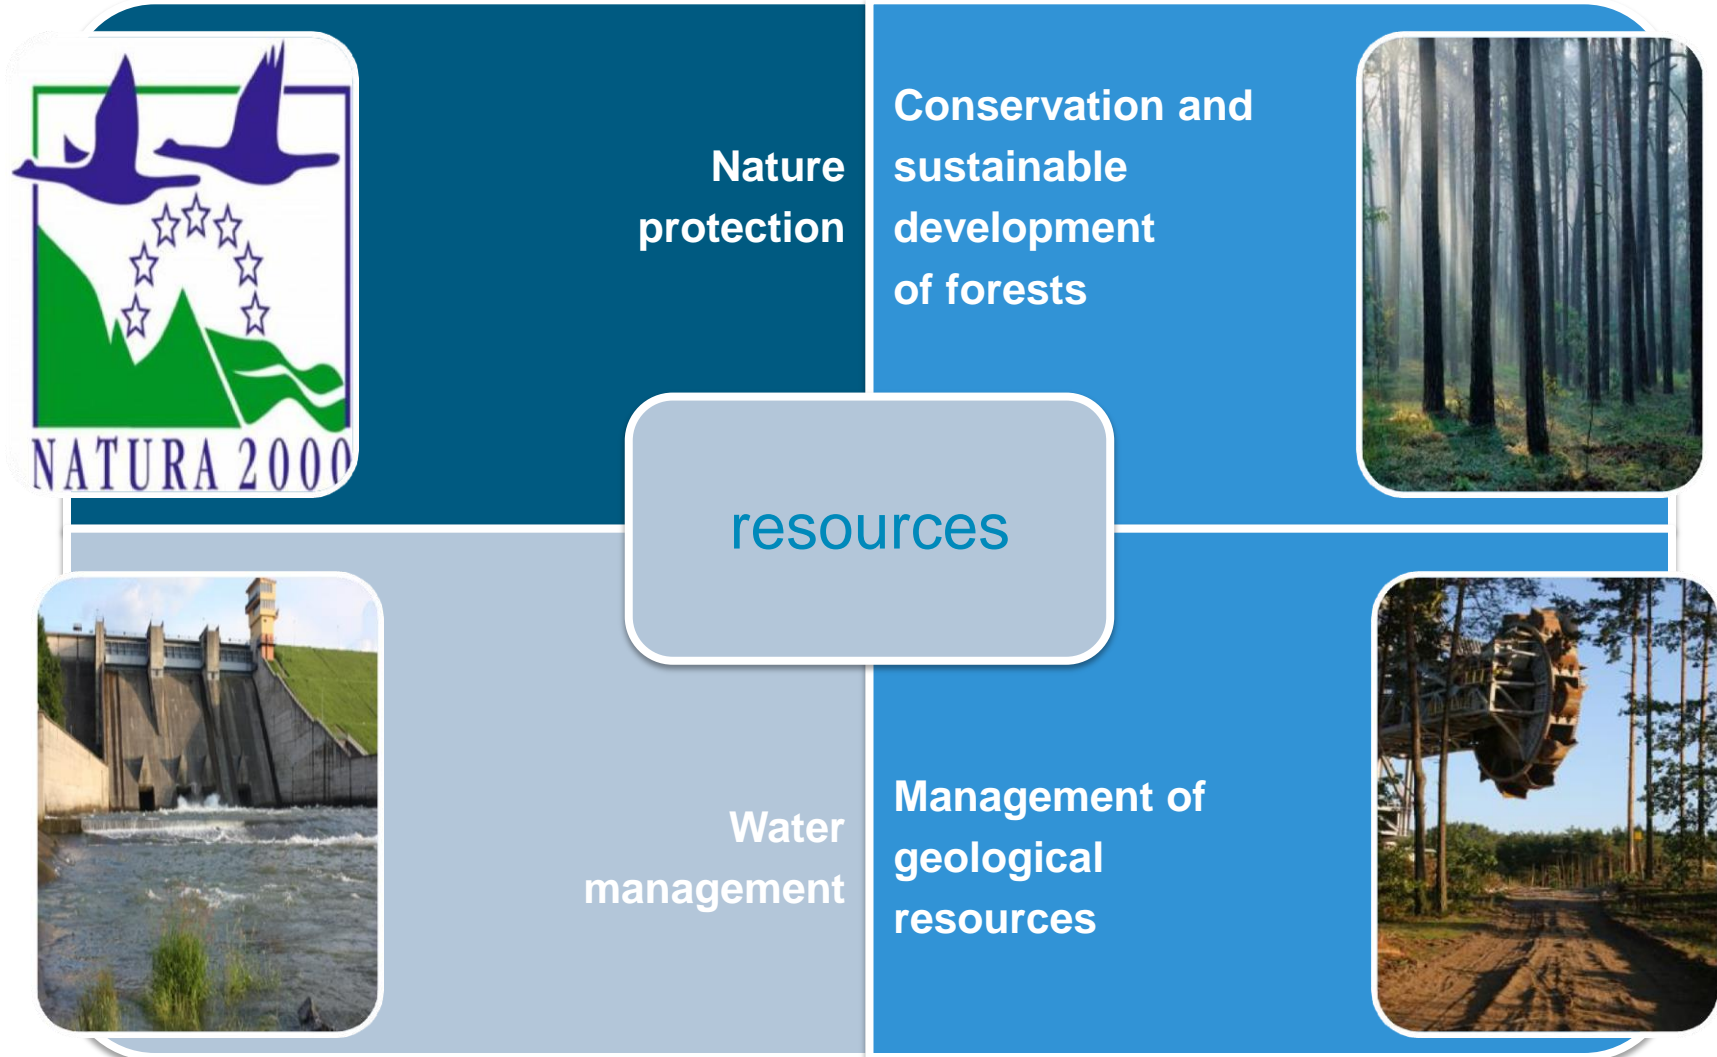 Nature
protection
Conservation and
sustainable
development
of forests
NATURA 2000
resources
Water
management
Management of
geological
resources